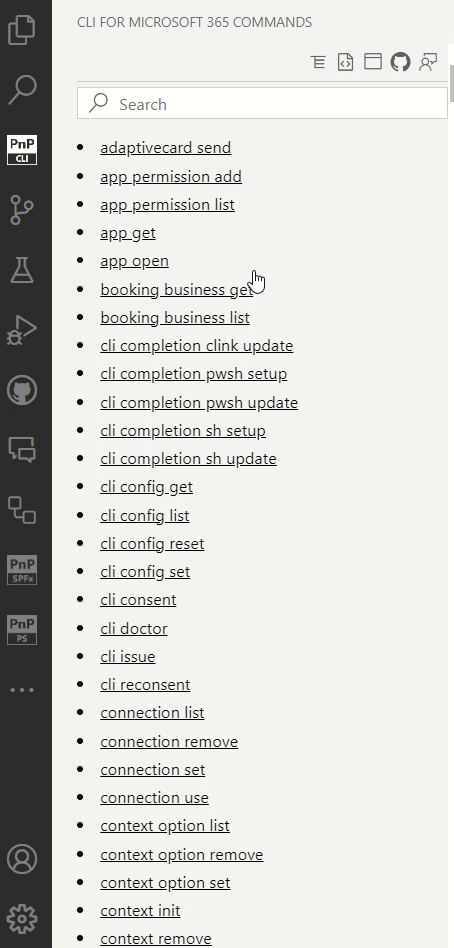 CLI FOR MICROSOFT 365 COMMANDS
Search
adaptivecard send
app permission add
app permission list
app get
app open
booking business get
booking business list
cli completion clink update
cli completion pwsh setup
cli completion pwsh update
cli completion sh setup
cli completion sh update
cli config get
cli config list
cli config reset
cli config set
cli consent
cli doctor
cli issue
cli reconsent
connection list
connection remove
connection set
connection use
context option list
context option remove
context option set
context init
context remove
PnP
CLI
PnP
SPFx
PnP
PS